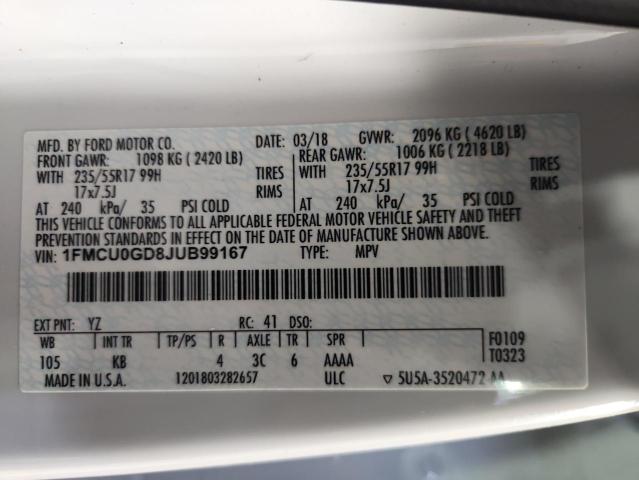 MFD. BY FORD MOTOR CO. DATE: 03/18 GVWR: 2096 KG (4620 LB)
FRONT GAWR: 1098 KG (2420 LB) REAR GAWR: 1006 KG (2218 LB)
WITH 235/55R17 99H TIRES WITH 235/55R17 99H TIRES
17x7.5J RIMS 17x7.5J RIMS
AT 240 kPa/ 35 PSI COLD AT 240 kPa/ 35 PSI COLD
THIS VEHICLE CONFORMS TO ALL APPLICABLE FEDERAL MOTOR VEHICLE SAFETY AND THEFT
PREVENTION STANDARDS IN EFFECT ON THE DATE OF MANUFACTURE SHOWN ABOVE.
VIN: 1FMCU0GD8JUB99167 TYPE: MPV
EXT PNT: YZ RC: 41 DSO:
WB INT TR TP/PS R AXLE TR SPR F0109
105 KB 4 3C 6 AAAA T0323
MADE IN U.S.A. 1201803282657 ULC ▽ 5U5A-3520472 AA